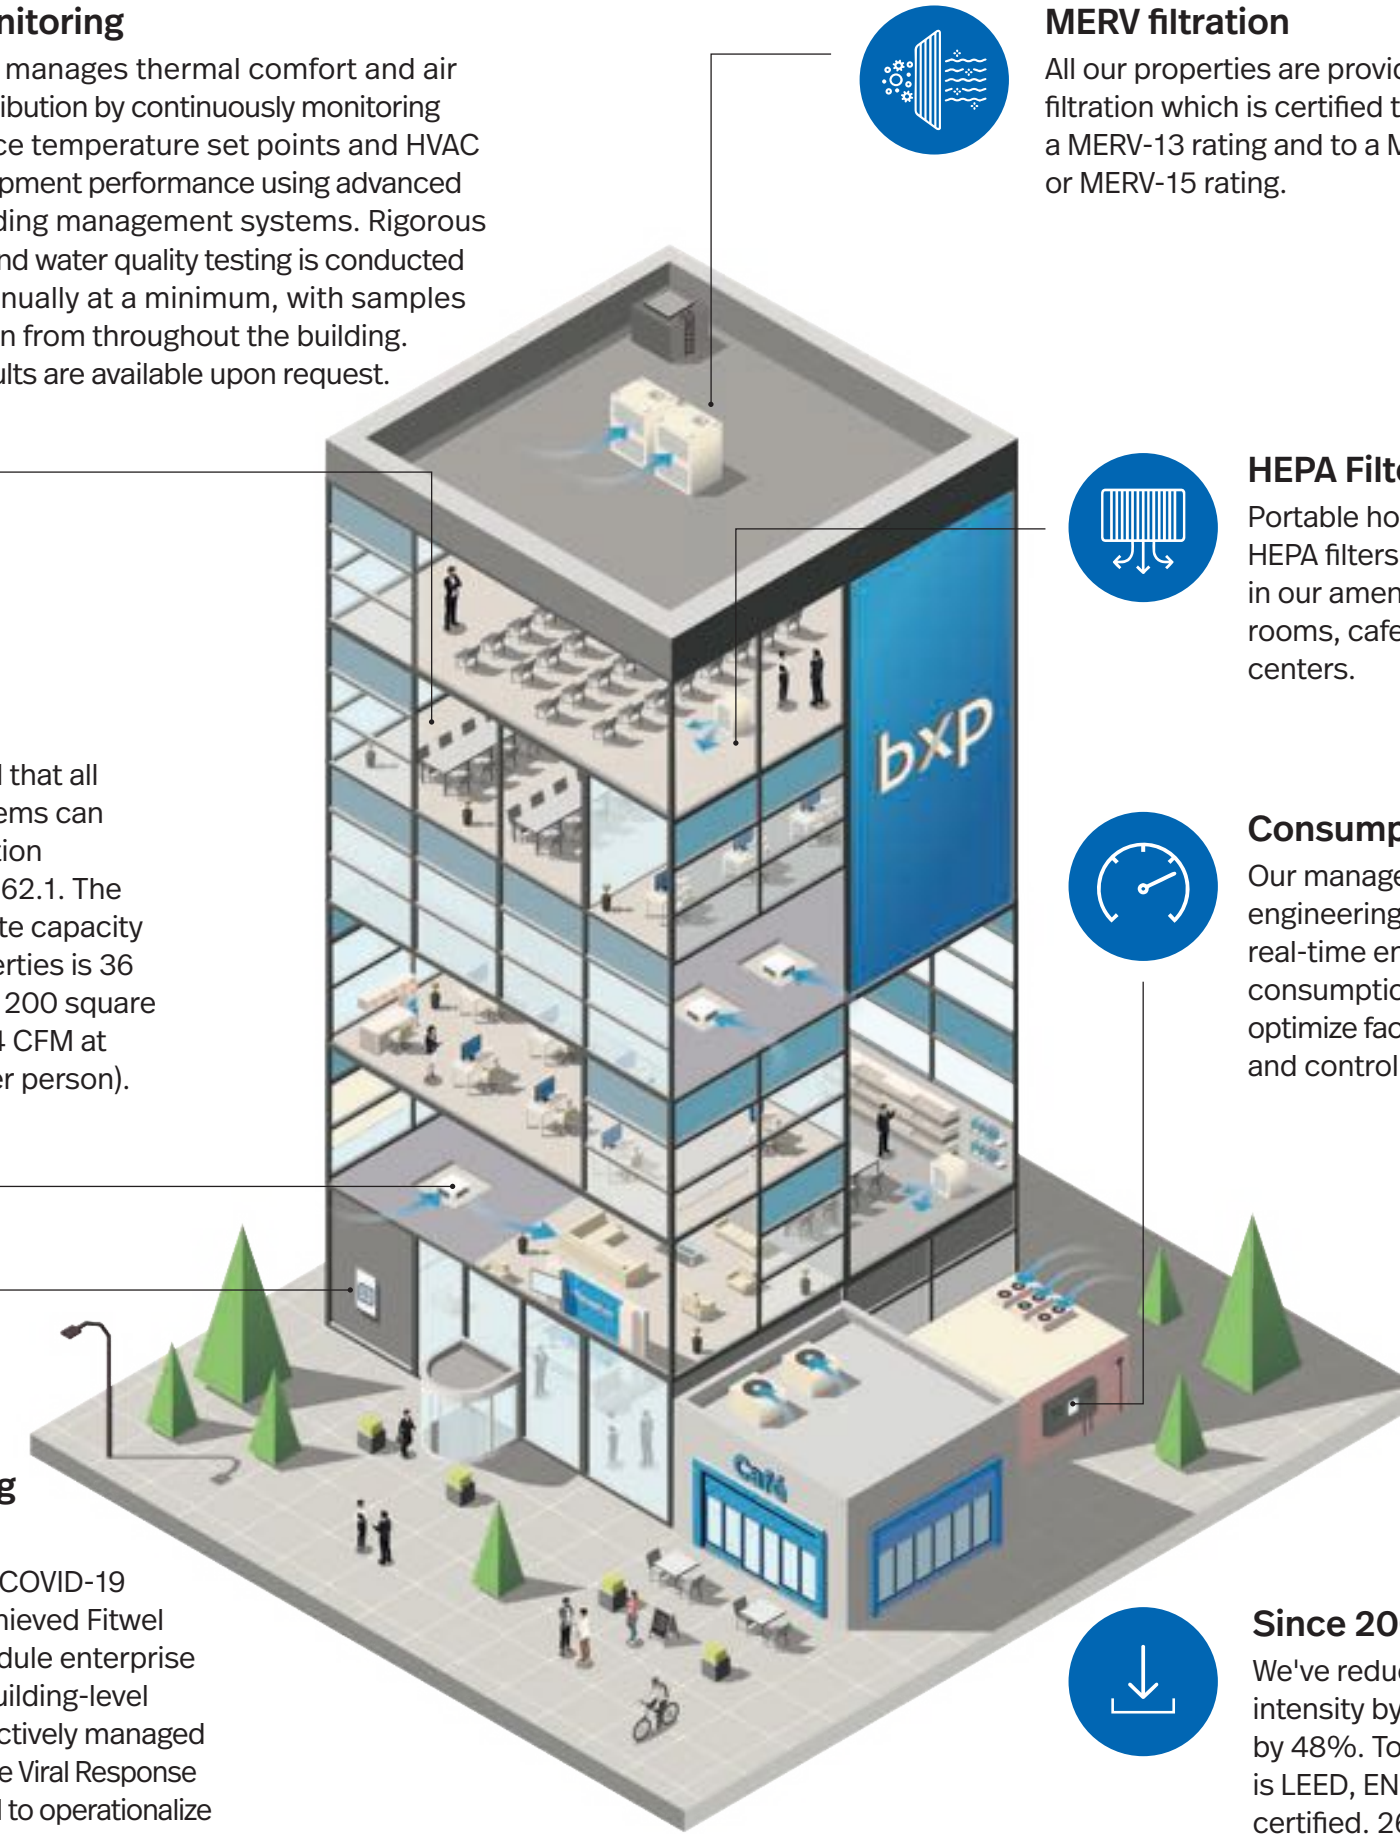 nitoring
manages thermal comfort and air
ibution by continuously monitoring
ce temperature set points and HVAC
pment performance using advanced
ding management systems. Rigorous
nd water quality testing is conducted
nnually at a minimum, with samples
n from throughout the building.
ults are available upon request.
MERV filtration
All our properties are provid
filtration which is certified t
a MERV-13 rating and to a M
or MERV-15 rating.
HEPA Filte
Portable ho
HEPA filters
in our amen
rooms, cafe
centers.
bxp
that all
ems can
tion
62.1. The
te capacity
erties is 36
200 square
4 CFM at
er person).
Consump
Our manage
engineering
real-time en
consumptio
optimize fac
and control
Café
g
COVID-19
hieved Fitwel
dule enterprise
uilding-level
ctively managed
e Viral Response
to operationalize
Since 20
We've reduc
intensity by
by 48%. To
is LEED, EN
certified. 26